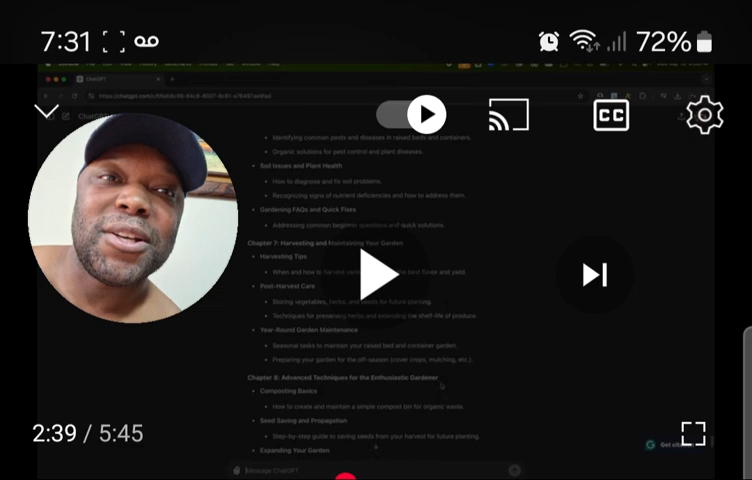 7:31
72%
ChatGPT
CC
Identifying common pests and diseases in raised beds and containers.
Organic solutions for pest control and plant diseases.
Soil Issues and Plant Health
How to diagnose and fix soil problems.
Recognizing signs of nutrient deficiencies and how to address them.
Gardening FAQs and Quick Fixes
Addressing common beginner questions and quick solutions.
Chapter 7: Harvesting and Maintaining Your Garden
Harvesting Tips
When and how to harvest best flavor and yield.
Post-Harvest Care
Storing vegetables, herbs, and seeds for future planting.
Techniques for preserving herbs and extending the shelf-life of produce.
Year-Round Garden Maintenance
Seasonal tasks to maintain your raised bed and container garden.
Preparing your garden for the off-season (cover crops, mulching, etc.).
Chapter 8: Advanced Techniques for the Enthusiastic Gardener
Composting Basics
How to create and maintain a simple compost bin for organic waste.
Seed Saving and Propagation
Step-by-step guide to saving seeds from your harvest for future planting.
Expanding Your Garden
2:39 / 5:45
Message ChatGPT